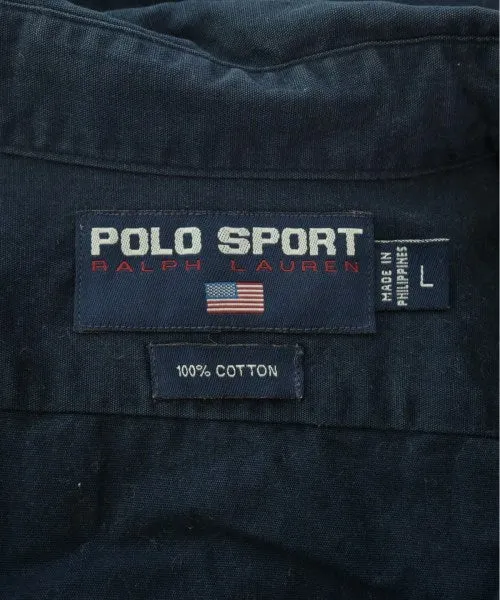 POLO SPORT
RALPH LAUREN
MADE IN
PHILIPPINES
L
100% COTTON